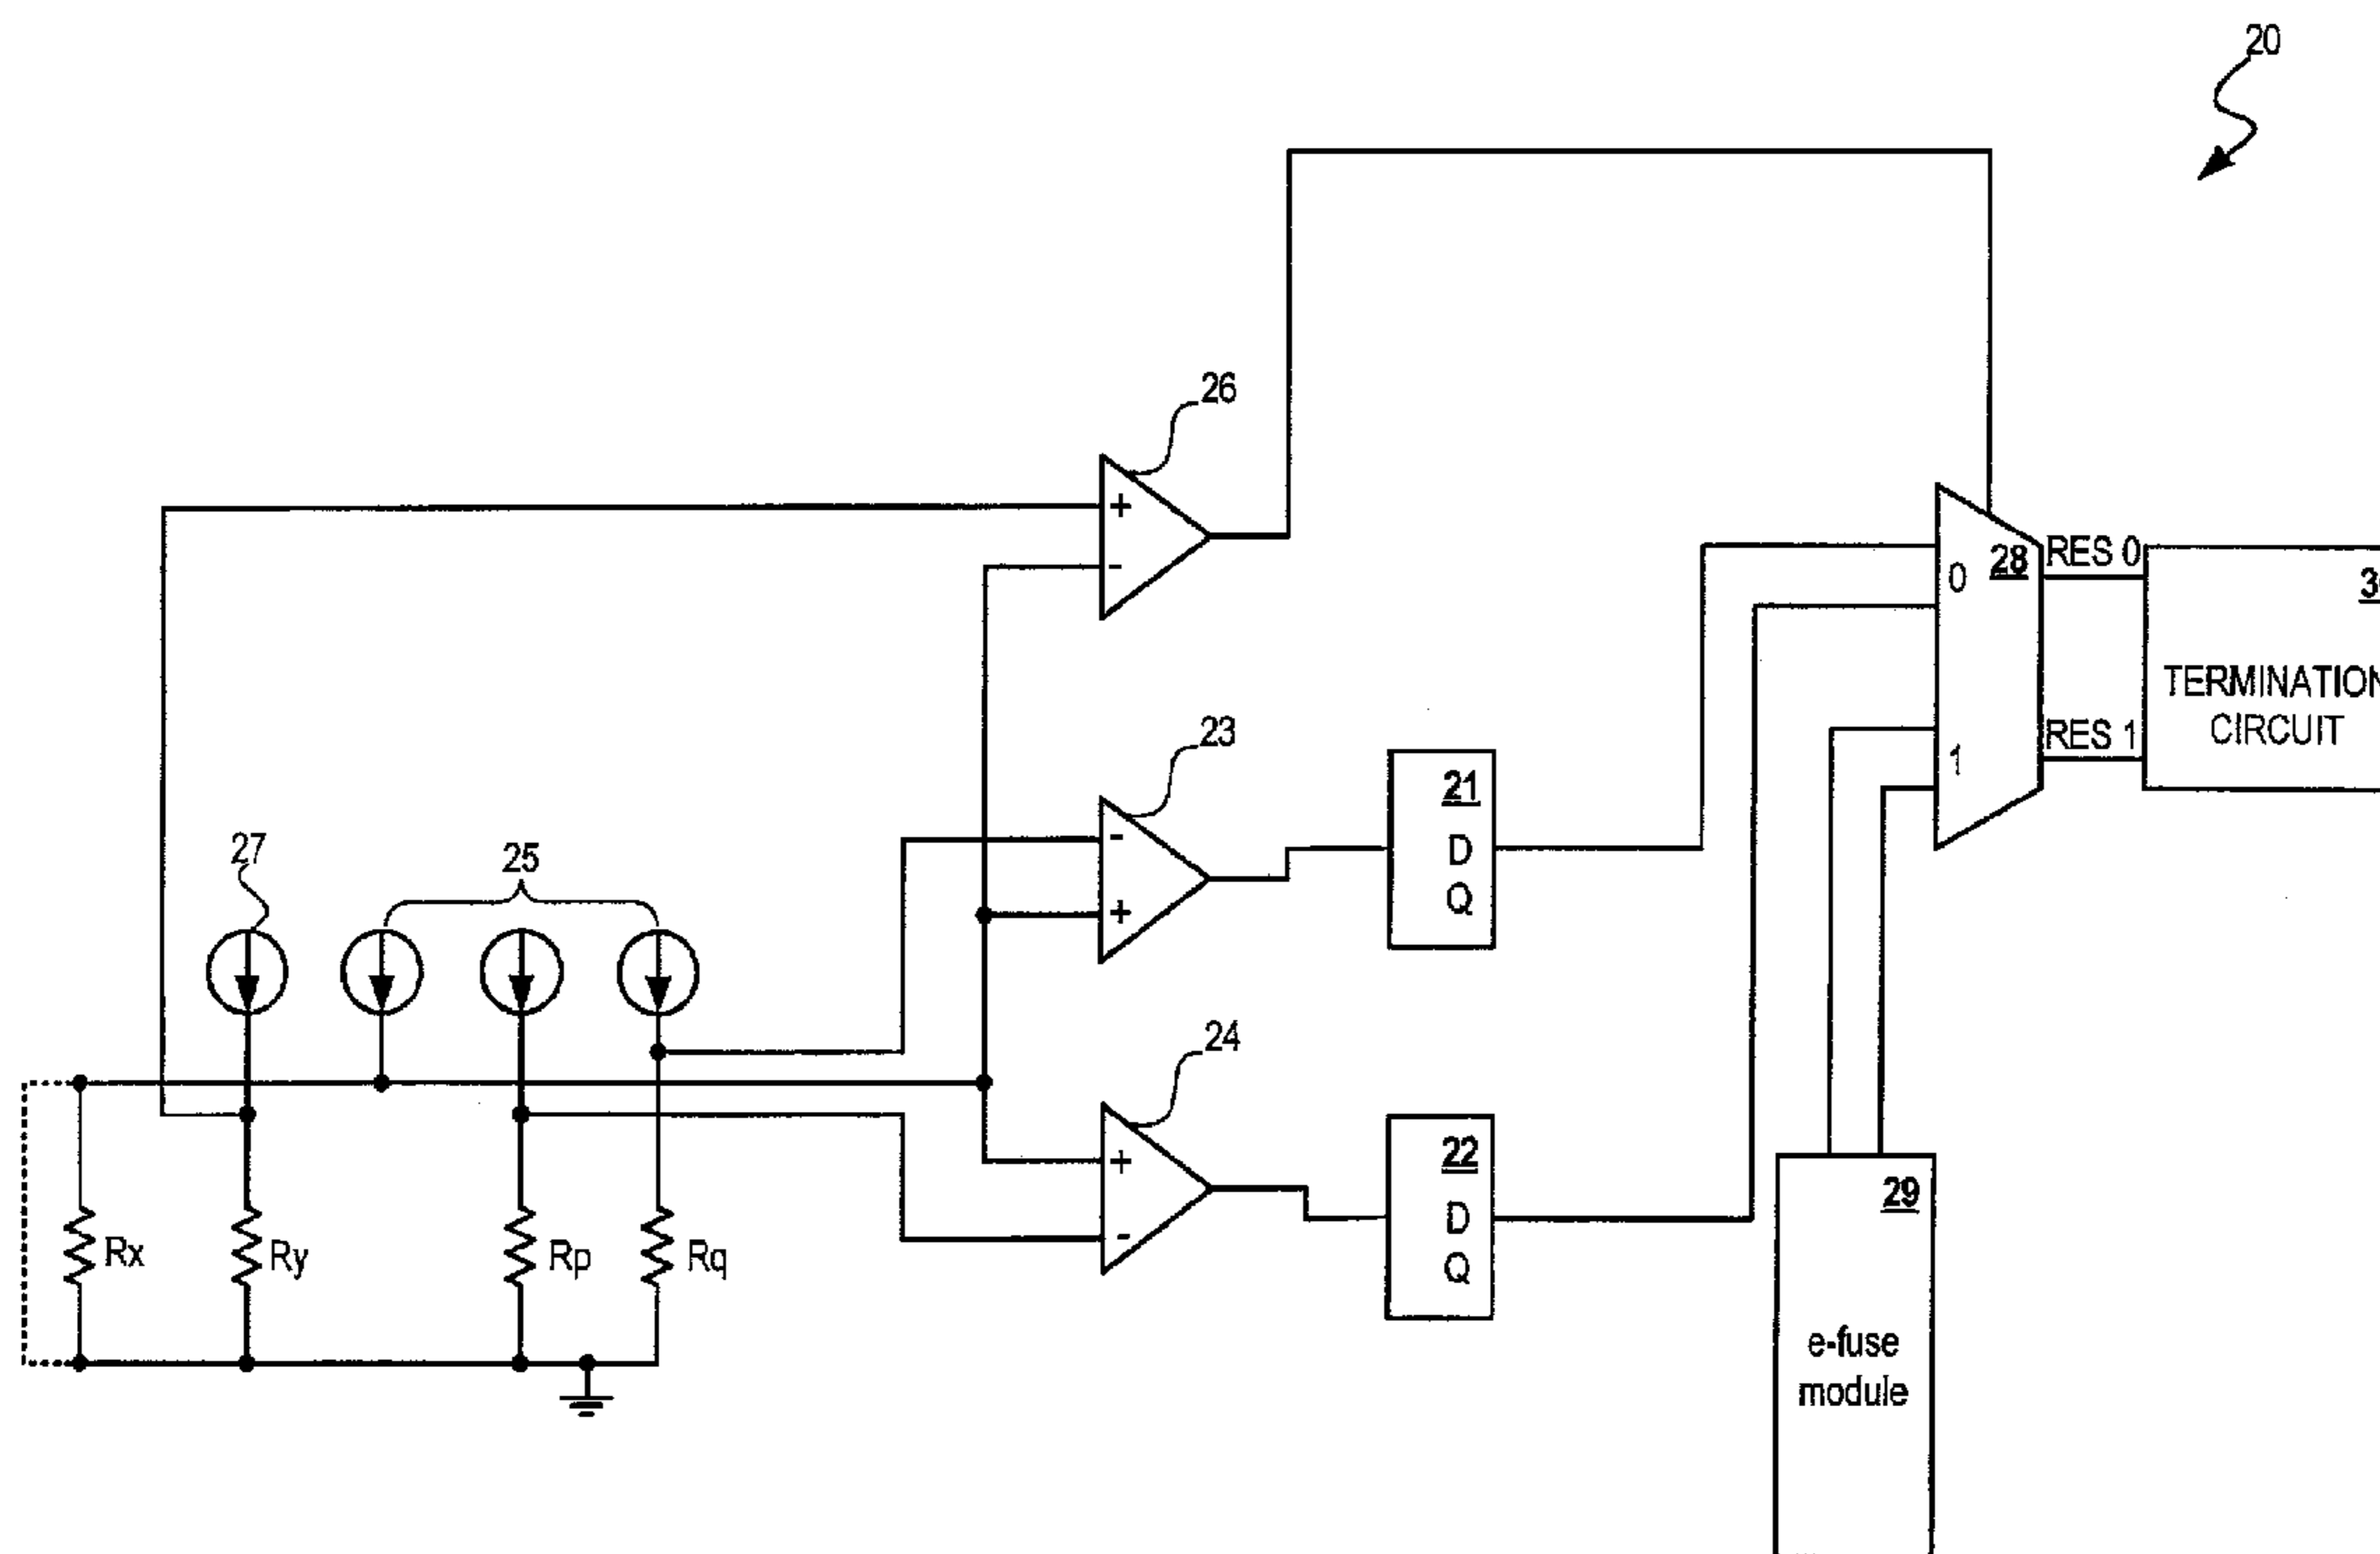 20
26
+
-
28
RES 0
0
3
TERMINATION
CIRCUIT
RES 1
1
23
-
+
21
D
Q
27
25
24
+
-
22
D
Q
29
Rx
Ry
Rp
Rq
e-fuse
module